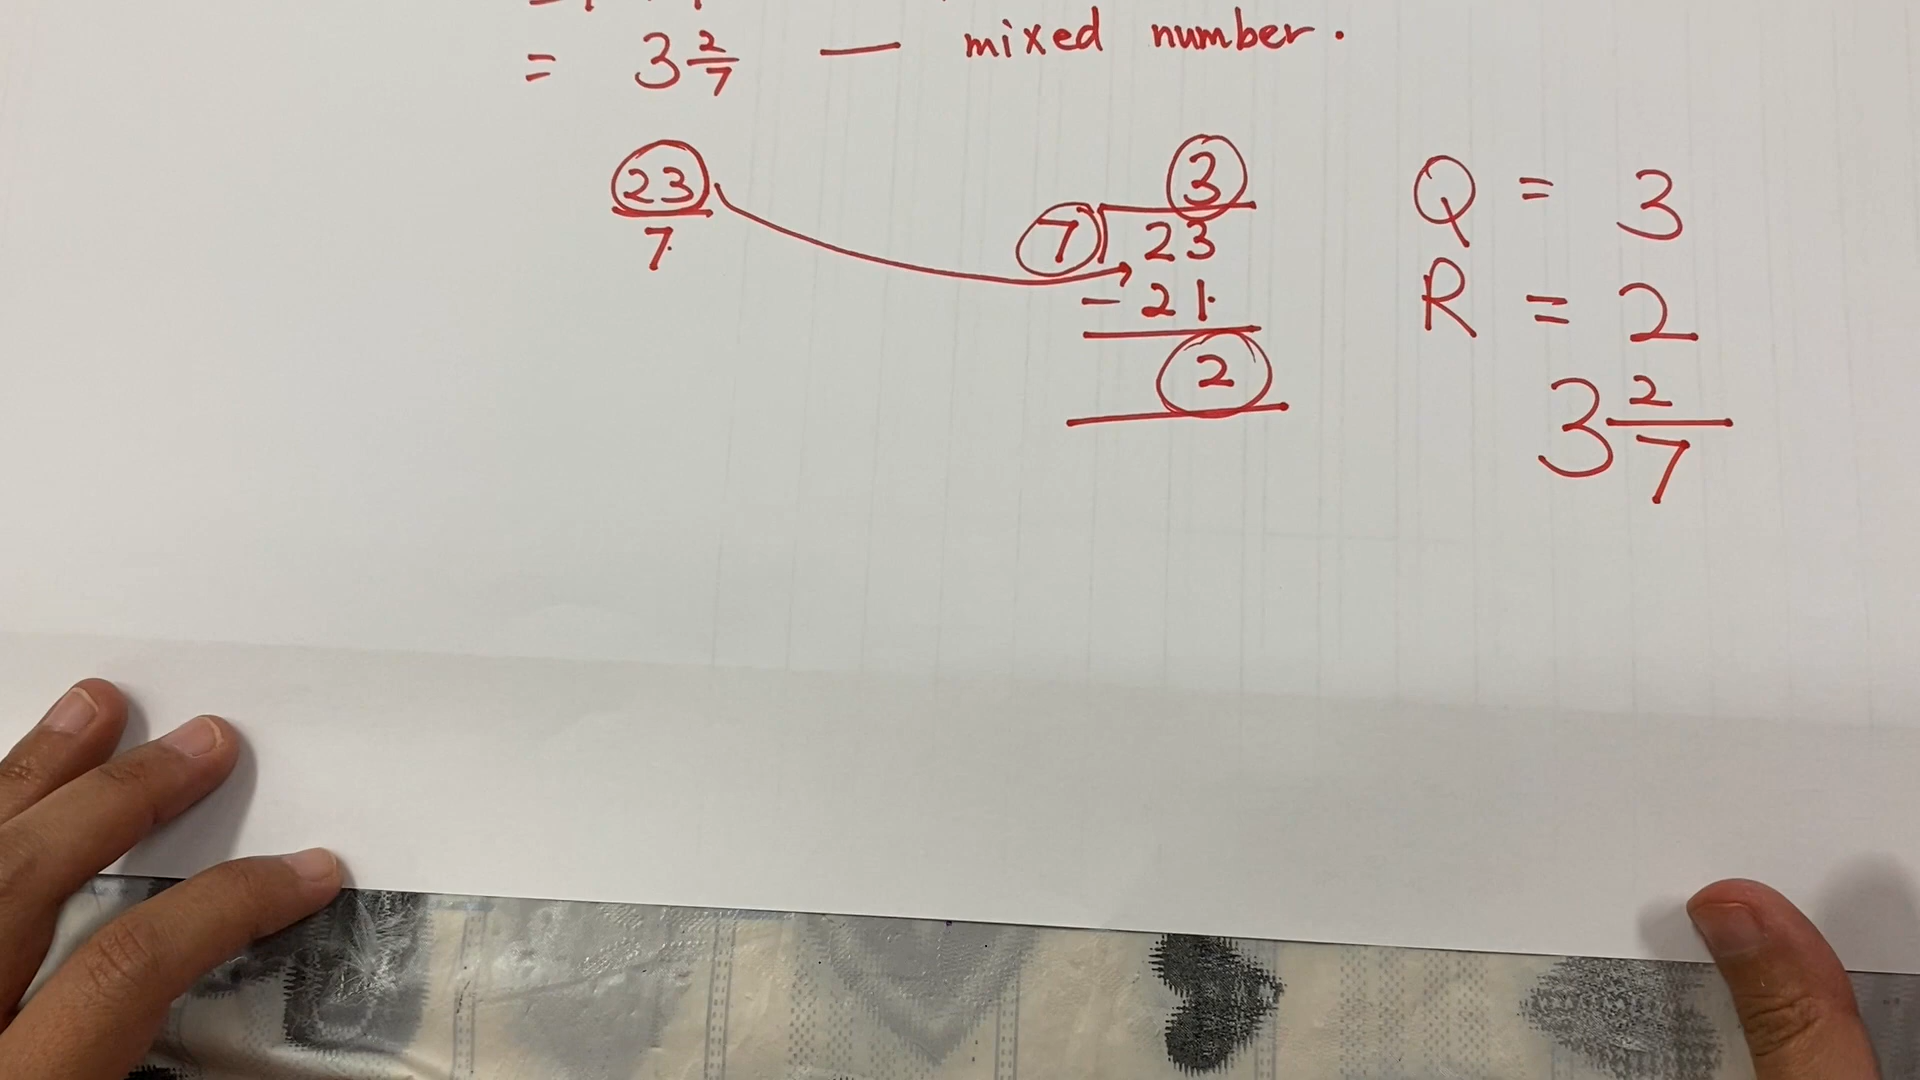 = 3 2/7 — mixed number.
23/7
3
7 23
- 21
2
Q = 3
R = 2
3 2/7